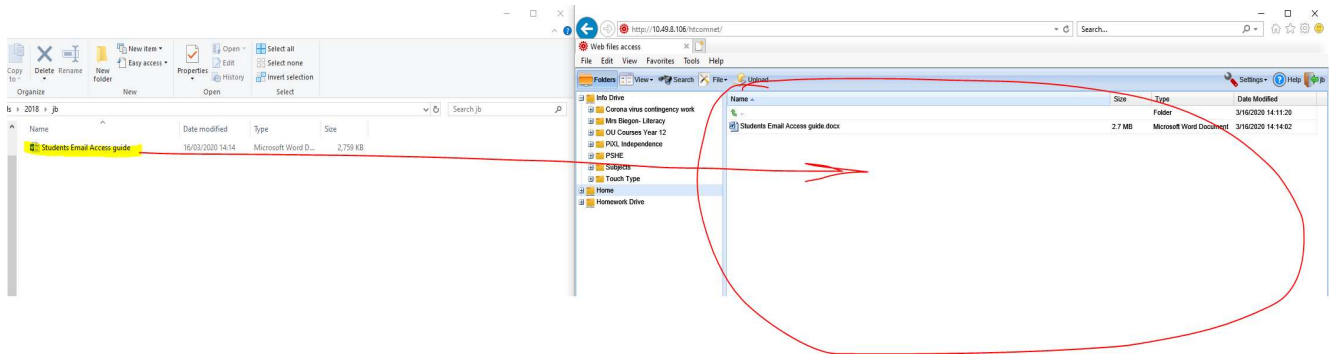 http://10.49.8.106/htcomnet/
Search...
Web files access
File Edit View Favorites Tools Help
New item
Easy access
Open
Edit
History
Select all
Select none
Invert selection
Copy to
Delete
Rename
New folder
Properties
Organize
New
Open
Select
Folders View Search File Upload
Settings Help jb
2018 jb
Search jb
Name Date modified Type Size
Students Email Access guide 16/03/2020 14:14 Microsoft Word D... 2,759 KB
Info Drive
Corona virus contingency work
Mrs Biegon- Literacy
OU Courses Year 12
PiXL Independence
PSHE
Subjects
Touch Type
Home
Homework Drive
Name Size Type Date Modified
..
Folder 3/16/2020 14:11:20
Students Email Access guide.docx 2.7 MB Microsoft Word Document 3/16/2020 14:14:02